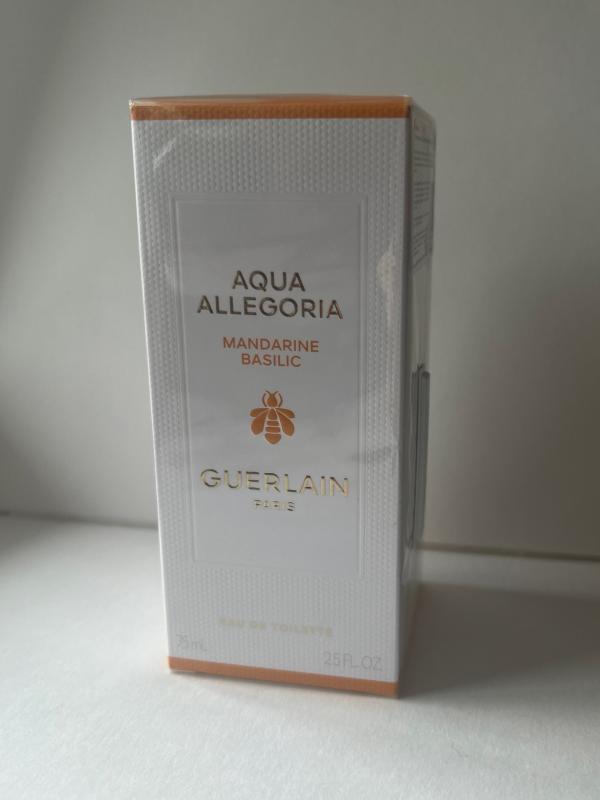 AQUA
ALLEGORIA
MANDARINE
BASILIC
GUERLAIN
PARIS
EAU DE TOILETTE
75 mL
2.5 FL.OZ.